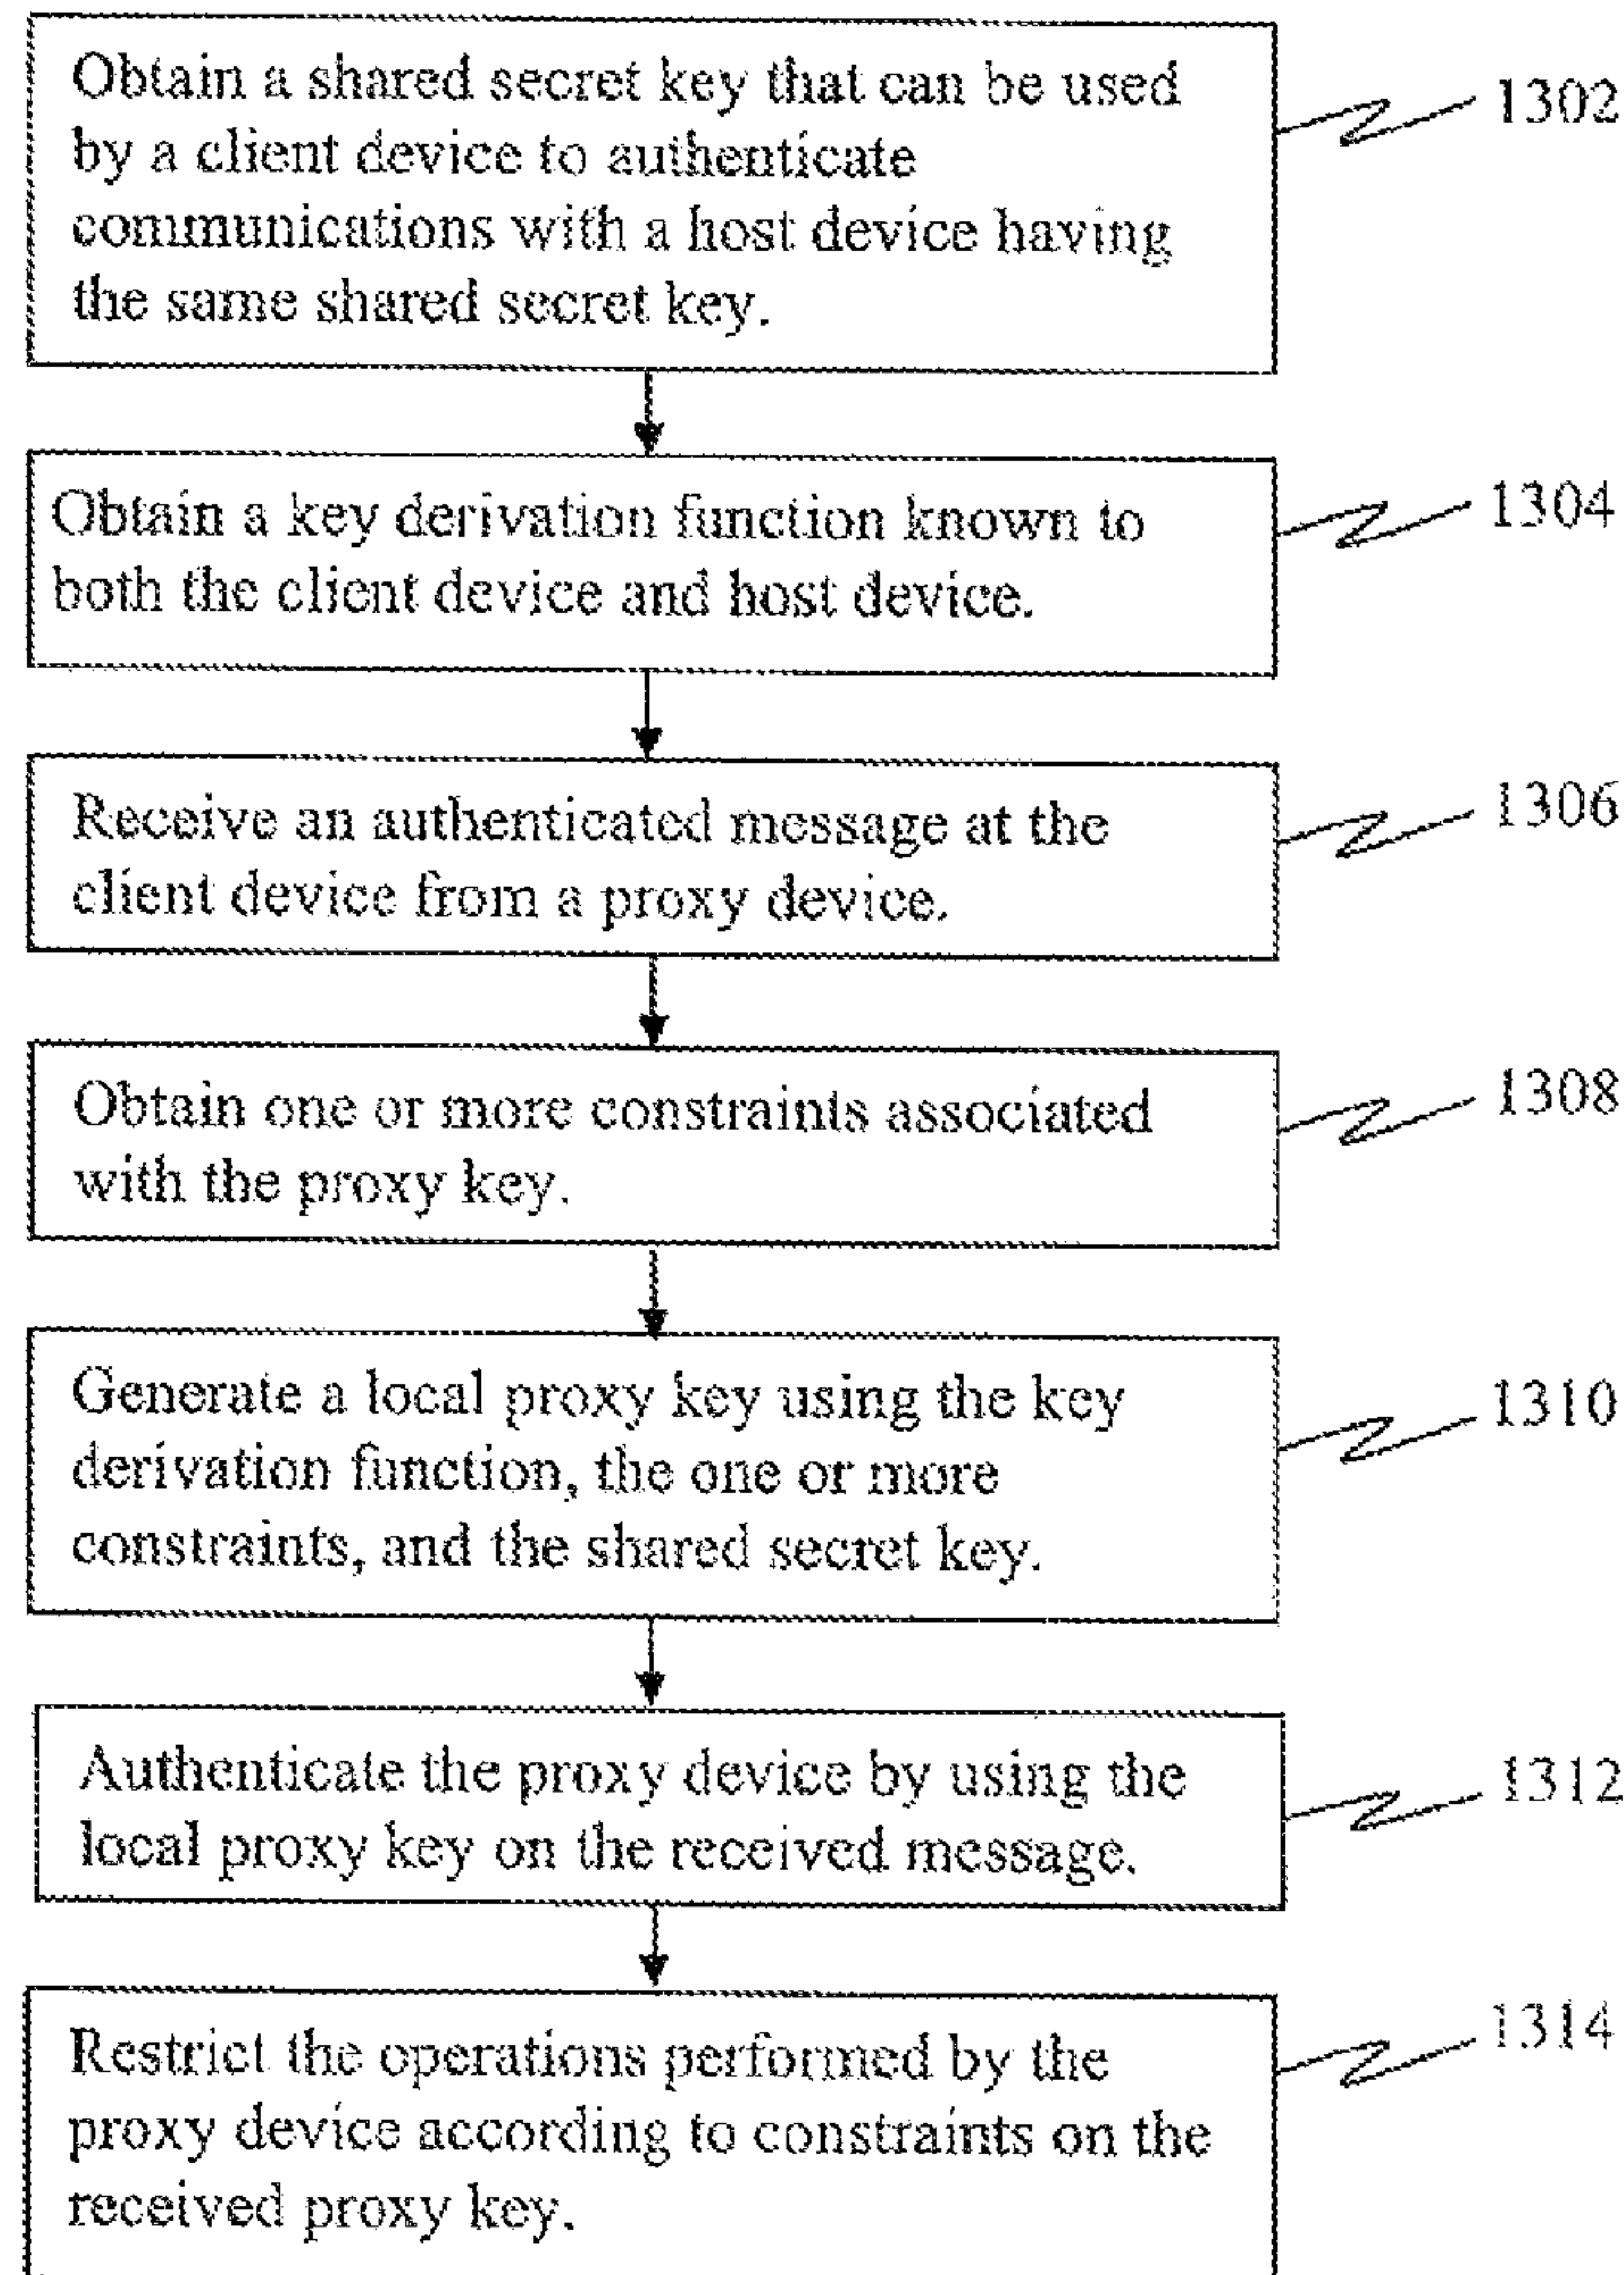 Obtain a shared secret key that can be used
by a client device to authenticate
communications with a host device having
the same shared secret key.
1302
Obtain a key derivation function known to
both the client device and host device.
1304
Receive an authenticated message at the
client device from a proxy device.
1306
Obtain one or more constraints associated
with the proxy key.
1308
Generate a local proxy key using the key
derivation function, the one or more
constraints, and the shared secret key.
1310
Authenticate the proxy device by using the
local proxy key on the received message.
1312
Restrict the operations performed by the
proxy device according to constraints on the
received proxy key.
1314